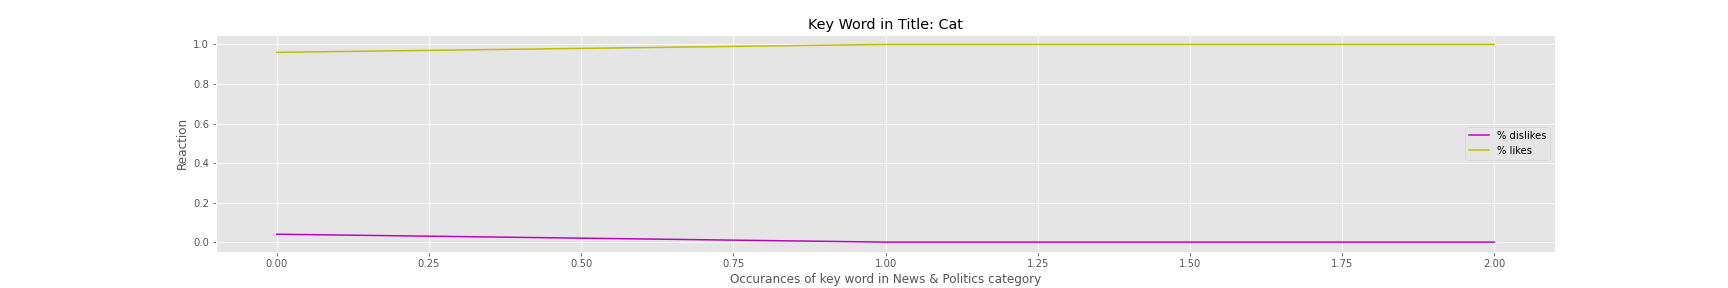 Key Word in Title: Cat
1.0
0.8
0.6
0.4
0.2
0.0
Reaction
% dislikes
% likes
0.00 0.25 0.50 0.75 1.00 1.25 1.50 1.75 2.00
Occurances of key word in News & Politics category